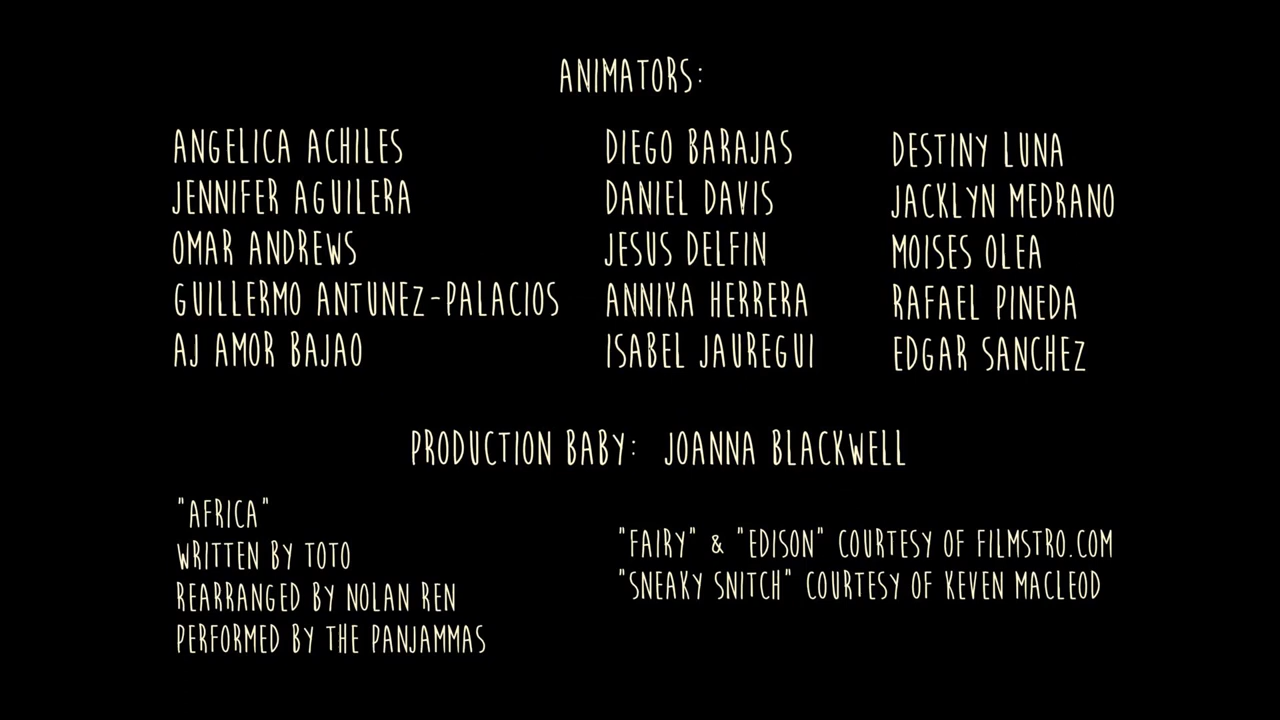 ANIMATORS:
ANGELICA ACHILES
JENNIFER AGUILERA
OMAR ANDREWS
GUILLERMO ANTUNEZ-PALACIOS
AJ AMOR BAJAO
DIEGO BARAJAS
DANIEL DAVIS
JESUS DELFIN
ANNIKA HERRERA
ISABEL JAUREGUI
DESTINY LUNA
JACKLYN MEDRANO
MOISES OLEA
RAFAEL PINEDA
EDGAR SANCHEZ
PRODUCTION BABY: JOANNA BLACKWELL
"AFRICA"
WRITTEN BY TOTO
REARRANGED BY NOLAN REN
PERFORMED BY THE PANJAMMAS
"FAIRY" & "EDISON" COURTESY OF FILMSTRO.COM
"SNEAKY SNITCH" COURTESY OF KEVEN MACLEOD